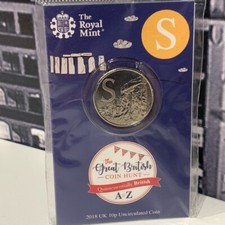 The
Royal
Mint®
S
S
The
Great British
COIN HUNT
Quintessentially British
A-Z
2018 UK 10p Uncirculated Coin